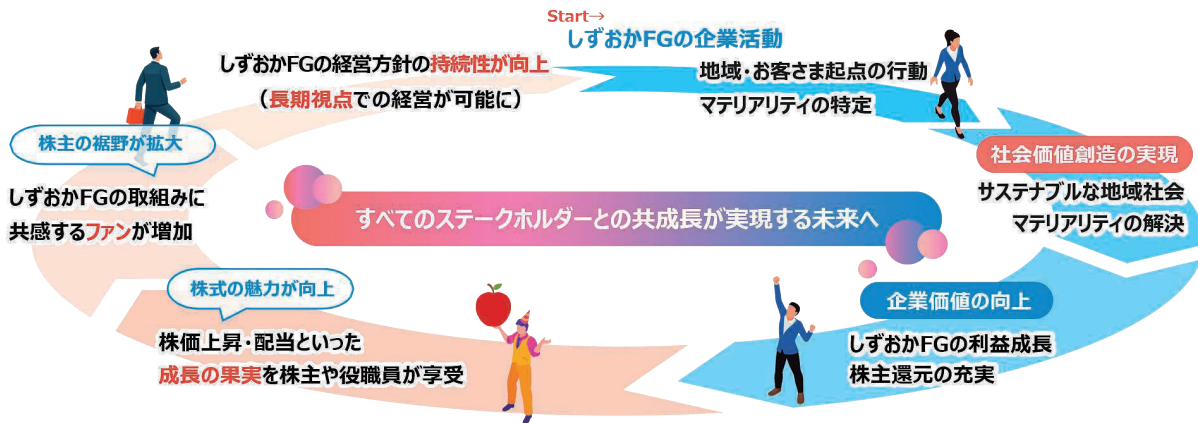 Start→
しずおかFGの企業活動
地域・お客さま起点の行動
マテリアリティの特定
社会価値創造の実現
サステナブルな地域社会
マテリアリティの解決
企業価値の向上
しずおかFGの利益成長
株主還元の充実
株式の魅力が向上
株価上昇・配当といった
成長の果実を株主や役職員が享受
株主の裾野が拡大
しずおかFGの取組みに
共感するファンが増加
しずおかFGの経営方針の持続性が向上
（長期視点での経営が可能に）
すべてのステークホルダーとの共成長が実現する未来へ